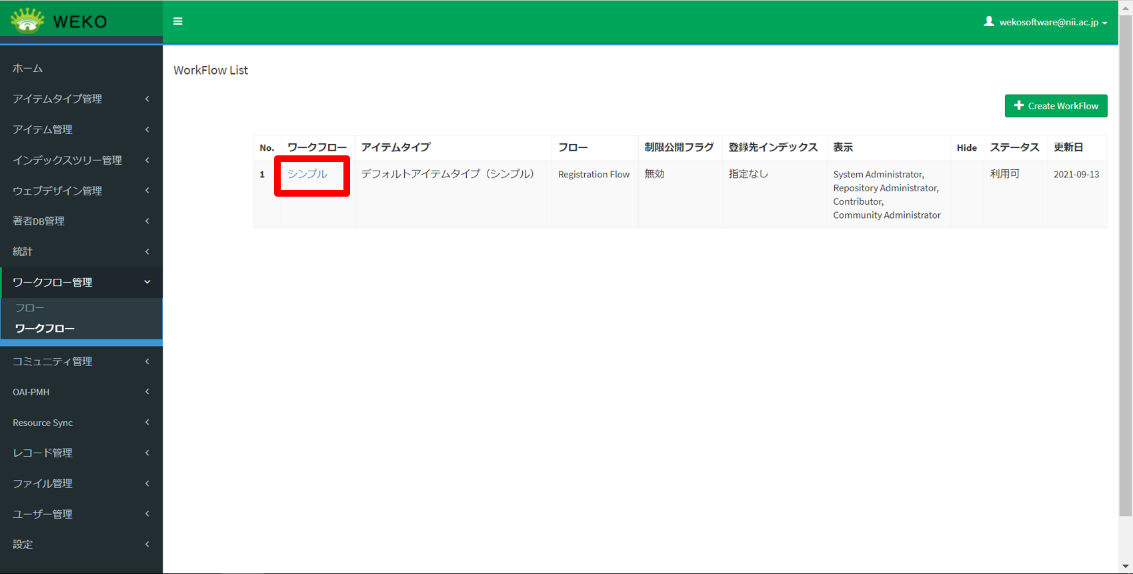 WEKO
wekosoftware@nii.ac.jp
ホーム
アイテムタイプ管理
アイテム管理
インデックスツリー管理
ウェブデザイン管理
著者DB管理
統計
ワークフロー管理
フロー
ワークフロー
コミュニティ管理
OAI-PMH
Resource Sync
レコード管理
ファイル管理
ユーザー管理
設定
WorkFlow List
Create WorkFlow
No. ワークフロー アイテムタイプ フロー 制限公開フラグ 登録先インデックス 表示 Hide ステータス 更新日
1 シンプル デフォルトアイテムタイプ（シンプル） Registration Flow 無効 指定なし System Administrator, 利用可 2021-09-13
Repository Administrator,
Contributor,
Community Administrator